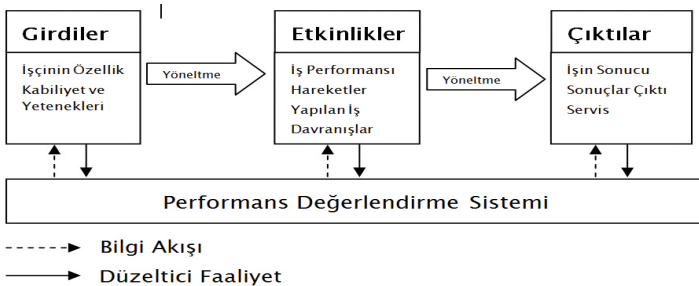 Girdiler
İşçinin Özellik
Kabiliyet ve
Yetenekleri
Yöneltme
Etkinlikler
İş Performansı
Hareketler
Yapılan İş
Davranışlar
Yöneltme
Çıktılar
İşin Sonucu
Sonuçlar Çıktı
Servis
Performans Değerlendirme Sistemi
Bilgi Akışı
Düzeltici Faaliyet